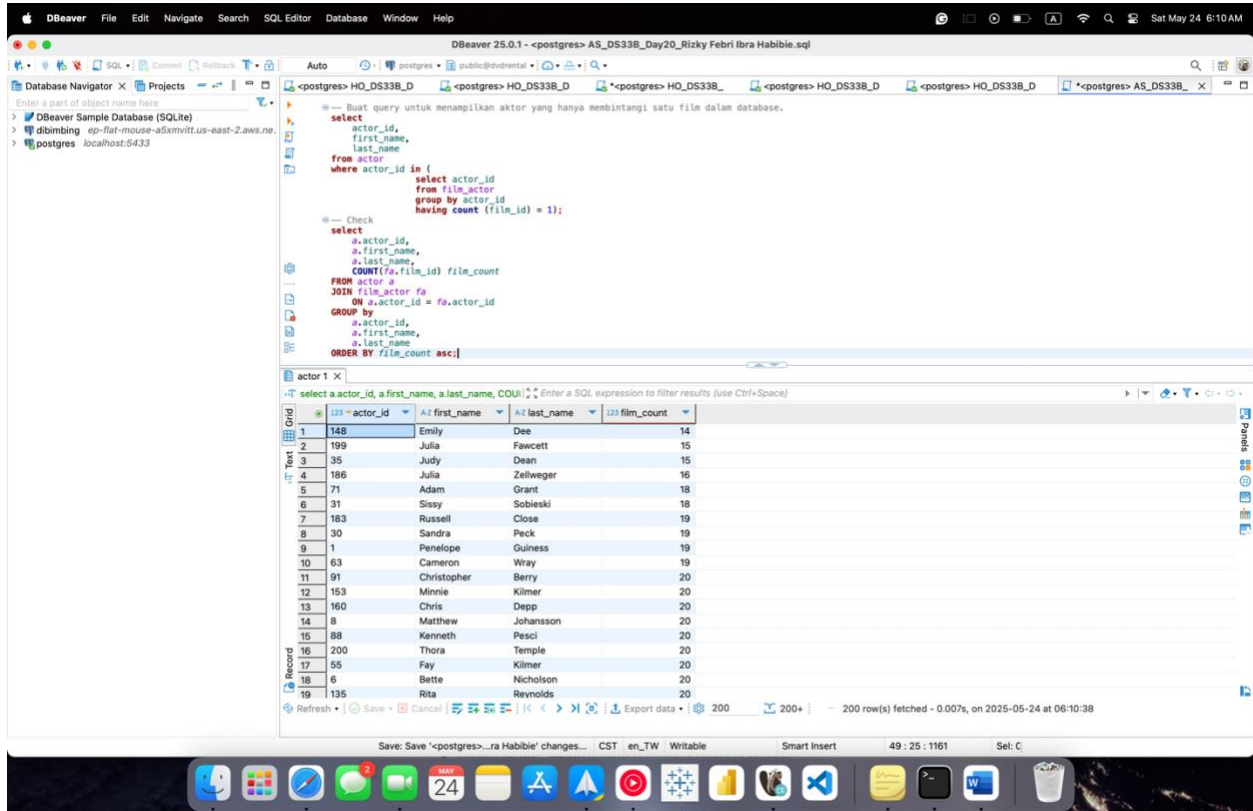 DBeaver File Edit Navigate Search SQL Editor Database Window Help Sat May 24 6:10 AM
DBeaver 25.0.1 - <postgres> AS_DS33B_Day20_Rizky Febri Ibra Habibie.sql
SQL Commit Rollback T Auto postgres public@dvdrental
Database Navigator Projects <postgres> HO_DS33B_D <postgres> HO_DS33B_D *<postgres> HO_DS33B_ <postgres> HO_DS33B_D <postgres> HO_DS33B_D *<postgres> AS_DS33B_
Enter a part of object name here
DBeaver Sample Database (SQLite)
dibimbing ep-flat-mouse-a5xmvitt.us-east-2.aws.ne.
postgres localhost:5433
-- Buat query untuk menampilkan aktor yang hanya membintangi satu film dalam database.
select
actor_id,
first_name,
last_name
from actor
where actor_id in (
select actor_id
from film_actor
group by actor_id
having count (film_id) = 1);
-- Check
select
a.actor_id,
a.first_name,
a.last_name,
COUNT(fa.film_id) film_count
FROM actor a
JOIN film_actor fa
ON a.actor_id = fa.actor_id
GROUP by
a.actor_id,
a.first_name,
a.last_name
ORDER BY film_count asc;
actor 1
select a.actor_id, a.first_name, a.last_name, COUI Enter a SQL expression to filter results (use Ctrl+Space)
Grid
Text
Record
Panels
123 actor_id A-Z first_name A-Z last_name 123 film_count
1 148 Emily Dee 14
2 199 Julia Fawcett 15
3 35 Judy Dean 15
4 186 Julia Zellweger 16
5 71 Adam Grant 18
6 31 Sissy Sobieski 18
7 183 Russell Close 19
8 30 Sandra Peck 19
9 1 Penelope Guiness 19
10 63 Cameron Wray 19
11 91 Christopher Berry 20
12 153 Minnie Kilmer 20
13 160 Chris Depp 20
14 8 Matthew Johansson 20
15 88 Kenneth Pesci 20
16 200 Thora Temple 20
17 55 Fay Kilmer 20
18 6 Bette Nicholson 20
19 135 Rita Reynolds 20
Refresh Save Cancel Export data 200 200+ 200 row(s) fetched - 0.007s, on 2025-05-24 at 06:10:38
Save: Save '<postgres>...ra Habibie' changes... CST en_TW Writable Smart Insert 49 : 25 : 1161 Sel: 
2
MAY
24